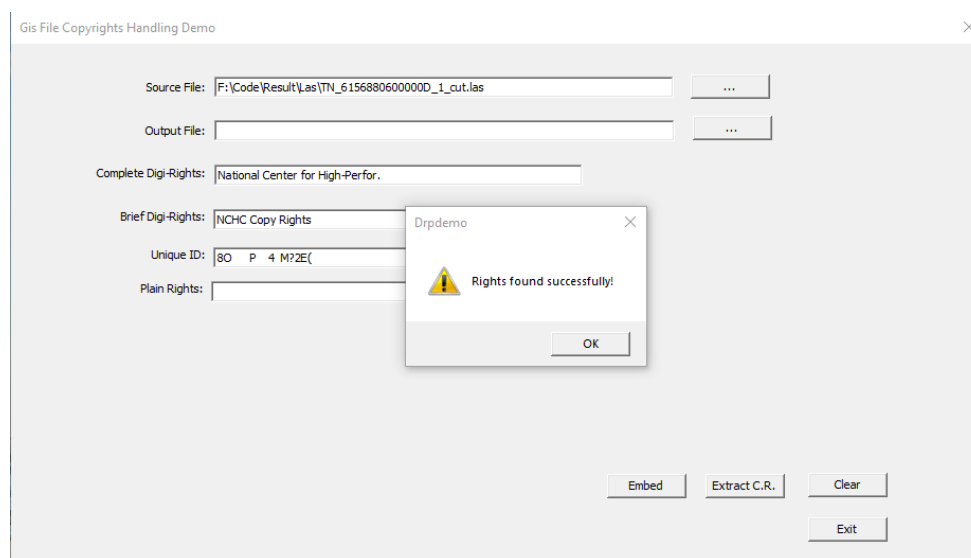 Gis File Copyrights Handling Demo
Source File: F:\Code\Result\Las\TN_6156880600000D_1_cut.las ...
Output File: ...
Complete Digi-Rights: National Center for High-Perfor.
Brief Digi-Rights: NCHC Copy Rights
Unique ID: 8O P 4 M?2E(
Plain Rights:
Drpdemo
Rights found successfully!
OK
Embed Extract C.R. Clear
Exit